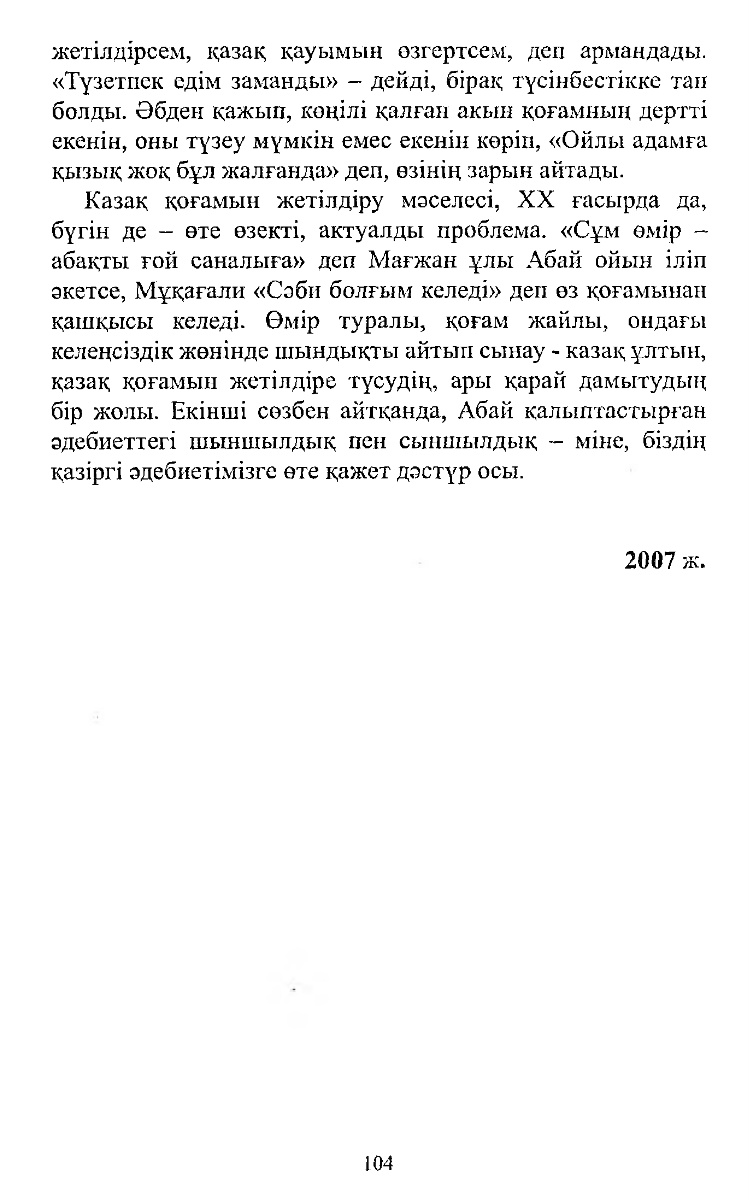 жетілдірсем, қазақ қауымын өзгертсем, деп армандады.
«Түзетпек едім заманды» – дейді, бірақ түсінбестікке тап
болды. Әбден қажып, көңілі қалған акын қоғамның дертті
екенін, оны түзеу мүмкін емес екенін көріп, «Ойлы адамға
қызық жоқ бұл жалғанда» деп, өзінің зарын айтады.
Казақ қоғамын жетілдіру мәселесі, ХХ ғасырда да,
бүгін де – өте өзекті, актуалды проблема. «Сұм өмір –
абақты ғой саналыға» деп Мағжан ұлы Абай ойын іліп
әкетсе, Мұқағали «Сәби болғым келеді» деп өз қоғамынан
қашқысы келеді. Өмір туралы, қоғам жайлы, ондағы
келеңсіздік жөнінде шындықты айтып сынау - казақ ұлтын,
қазақ қоғамын жетілдіре түсудің, ары қарай дамытудың
бір жолы. Екінші сөзбен айтқанда, Абай қалыптастырған
әдебиеттегі шыншылдық пен сыншылдық – міне, біздің
қазіргі әдебиетімізге өте қажет дәстүр осы.
2007 ж.
104